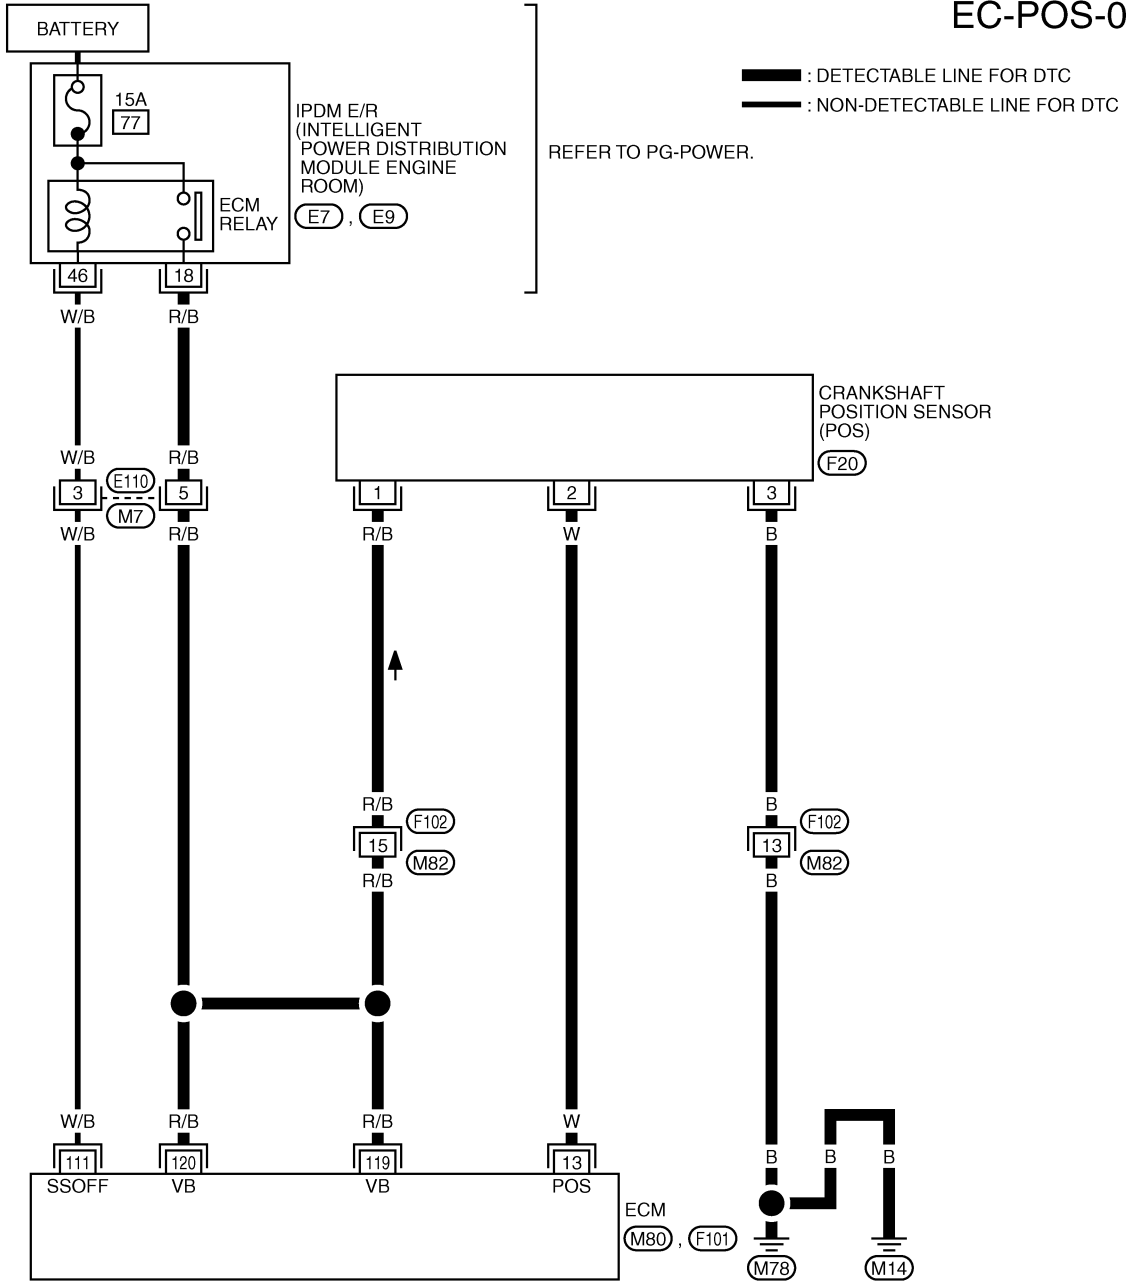 EC-POS-0
BATTERY
: DETECTABLE LINE FOR DTC
: NON-DETECTABLE LINE FOR DTC
15A
77
IPDM E/R
(INTELLIGENT
POWER DISTRIBUTION
MODULE ENGINE
ROOM)
E7 , E9
REFER TO PG-POWER.
ECM
RELAY
46 18
W/B R/B
CRANKSHAFT
POSITION SENSOR
(POS)
F20
W/B R/B
3 E110 5 1 2 3
M7
W/B R/B R/B W B
R/B B
F102 F102
15 13
M82 M82
R/B B
W/B R/B R/B W
B B B
111 120 119 13
SSOFF VB VB POS
ECM
M80 , F101
M78 M14